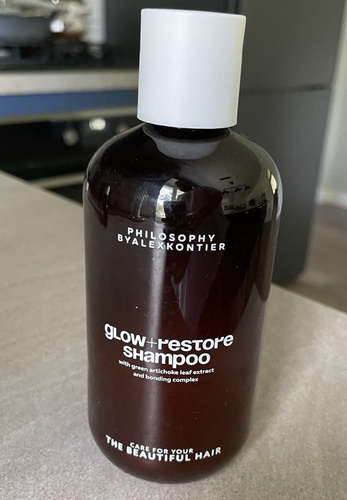 PHILOSOPHY
BYALEXKONTIER
GLOW+RESTORE
SHAMPOO
with green artichoke leaf extract
and bonding complex
CARE FOR YOUR
THE BEAUTIFUL HAIR